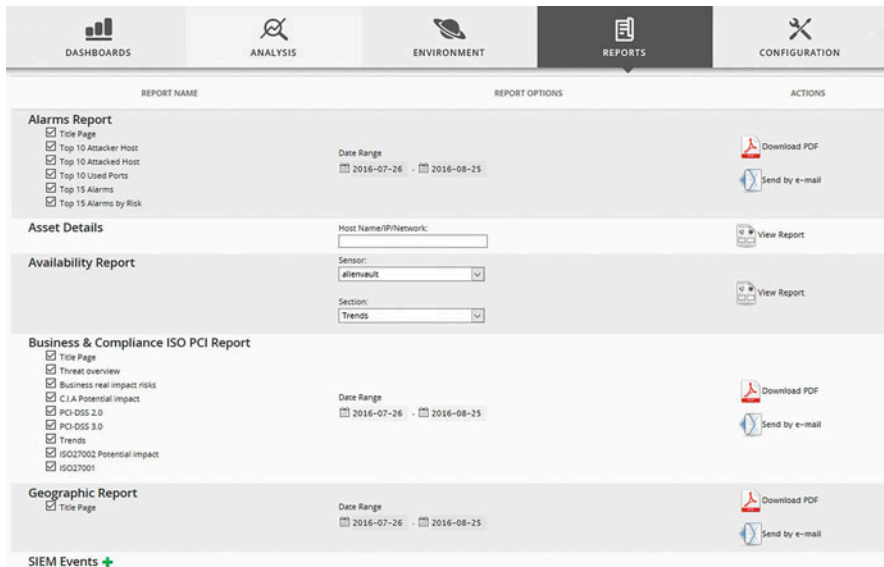 DASHBOARDS
ANALYSIS
ENVIRONMENT
REPORTS
CONFIGURATION
REPORT NAME
REPORT OPTIONS
ACTIONS
Alarms Report
Title Page
Top 10 Attacker Host
Top 10 Attacked Host
Top 10 Used Ports
Top 15 Alarms
Top 15 Alarms by Risk
Date Range
2016-07-26 - 2016-08-25
Download PDF
Send by e-mail
Asset Details
Host Name/IP/Network:
View Report
Availability Report
Sensor:
alienvault
Section:
Trends
View Report
Business & Compliance ISO PCI Report
Title Page
Threat overview
Business real impact risks
C.I.A Potential impact
PCI-DSS 2.0
PCI-DSS 3.0
Trends
ISO27002 Potential impact
ISO27001
Date Range
2016-07-26 - 2016-08-25
Download PDF
Send by e-mail
Geographic Report
Title Page
Date Range
2016-07-26 - 2016-08-25
Download PDF
Send by e-mail
SIEM Events